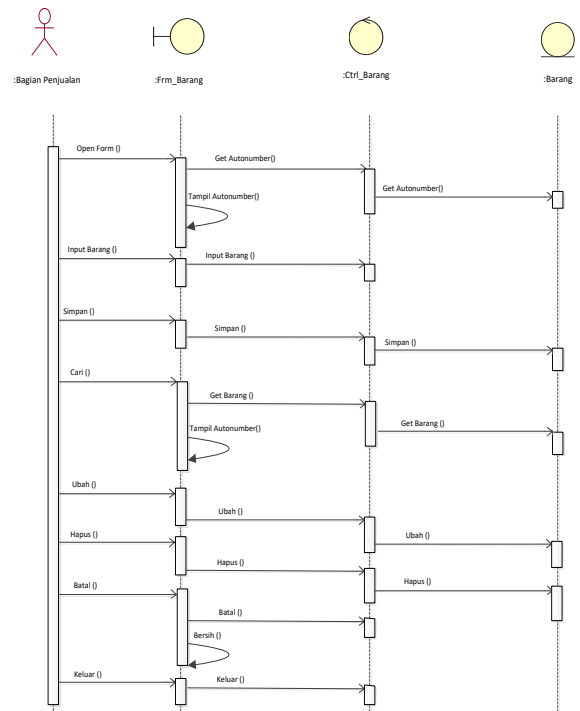 :Bagian Penjualan
:Frm_Barang
:Ctrl_Barang
:Barang
Open Form ()
Get Autonumber()
Get Autonumber()
Tampil Autonumber()
Input Barang ()
Input Barang ()
Simpan ()
Simpan ()
Simpan ()
Cari ()
Get Barang ()
Get Barang ()
Tampil Autonumber()
Ubah ()
Ubah ()
Ubah ()
Hapus ()
Hapus ()
Hapus ()
Batal ()
Batal ()
Bersih ()
Keluar ()
Keluar ()